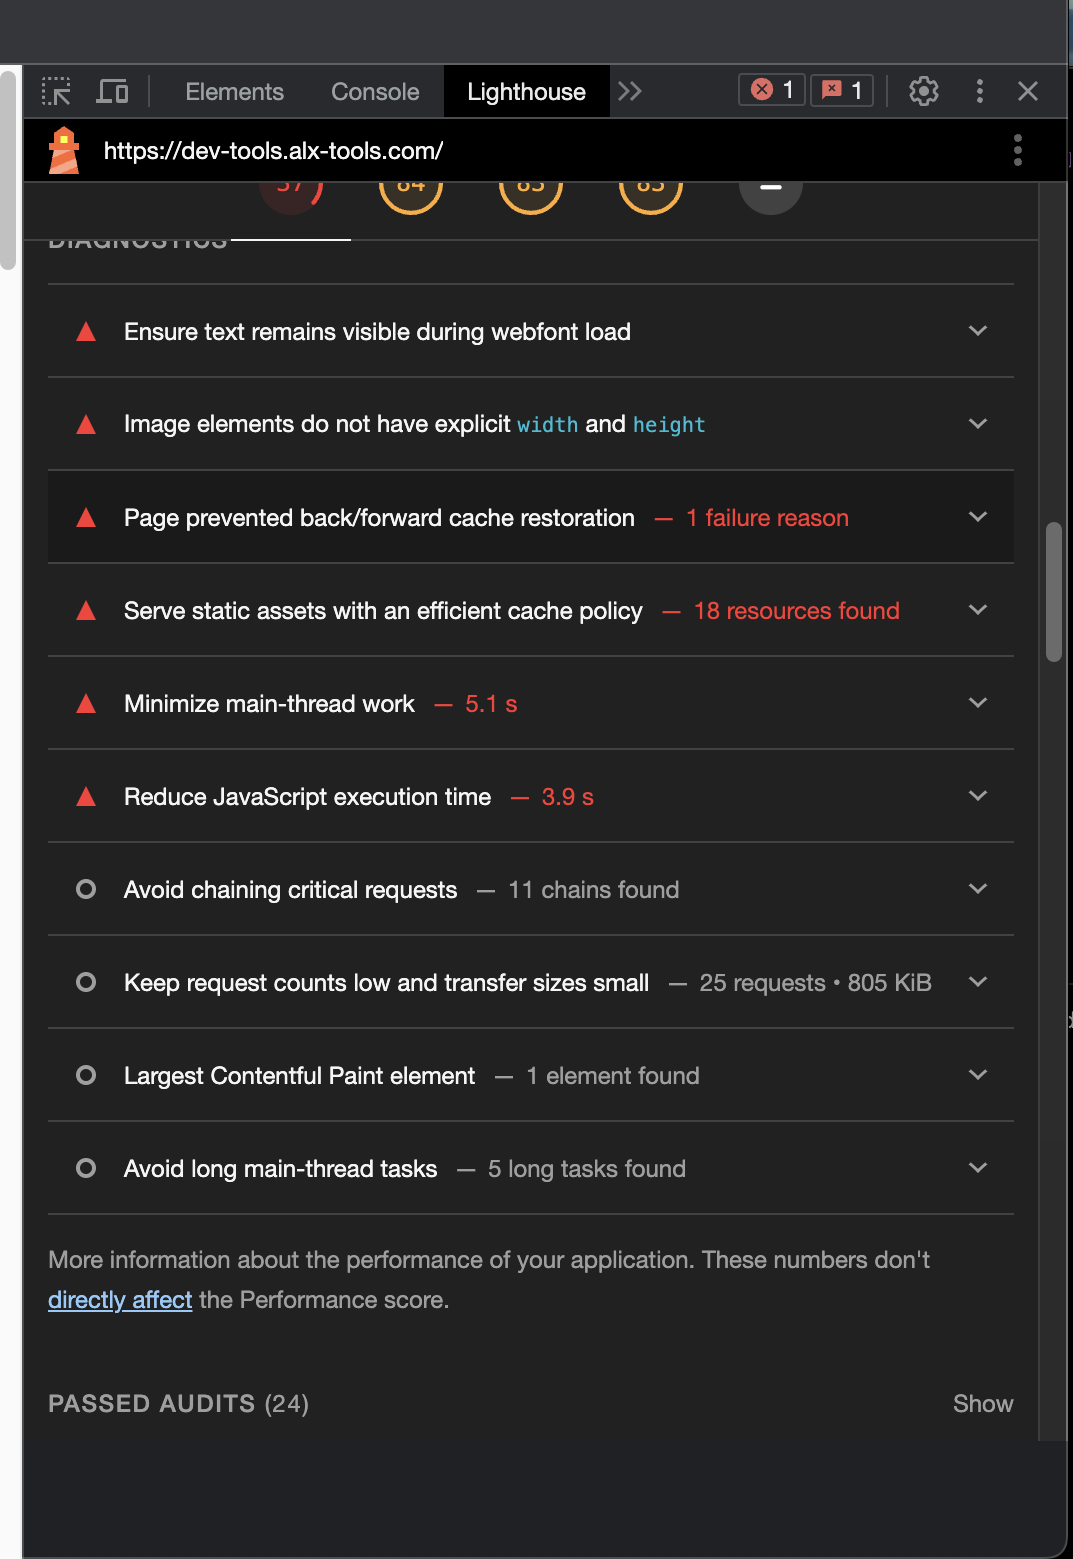 Elements Console Lighthouse 1 1
https://dev-tools.alx-tools.com/
DIAGNOSTICS
Ensure text remains visible during webfont load
Image elements do not have explicit width and height
Page prevented back/forward cache restoration — 1 failure reason
Serve static assets with an efficient cache policy — 18 resources found
Minimize main-thread work — 5.1 s
Reduce JavaScript execution time — 3.9 s
Avoid chaining critical requests — 11 chains found
Keep request counts low and transfer sizes small — 25 requests • 805 KiB
Largest Contentful Paint element — 1 element found
Avoid long main-thread tasks — 5 long tasks found
More information about the performance of your application. These numbers don't
directly affect the Performance score.
PASSED AUDITS (24) Show